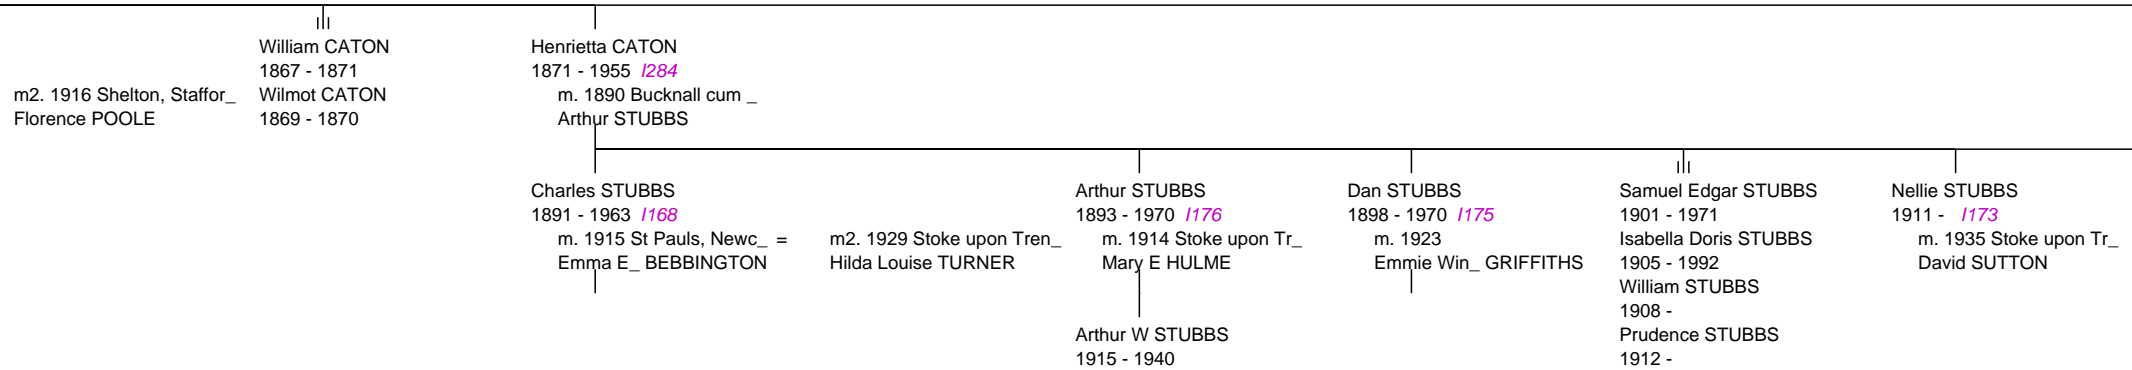 William CATON
1867 - 1871
Wilmot CATON
1869 - 1870
m2. 1916 Shelton, Staffor_
Florence POOLE
Henrietta CATON
1871 - 1955 I284
m. 1890 Bucknall cum _
Arthur STUBBS
Charles STUBBS
1891 - 1963 I168
m. 1915 St Pauls, Newc_ =
Emma E_ BEBBINGTON
m2. 1929 Stoke upon Tren_
Hilda Louise TURNER
Arthur STUBBS
1893 - 1970 I176
m. 1914 Stoke upon Tr_
Mary E HULME
Arthur W STUBBS
1915 - 1940
Dan STUBBS
1898 - 1970 I175
m. 1923
Emmie Win_ GRIFFITHS
Samuel Edgar STUBBS
1901 - 1971
Isabella Doris STUBBS
1905 - 1992
William STUBBS
1908 -
Prudence STUBBS
1912 -
Nellie STUBBS
1911 - I173
m. 1935 Stoke upon Tr_
David SUTTON